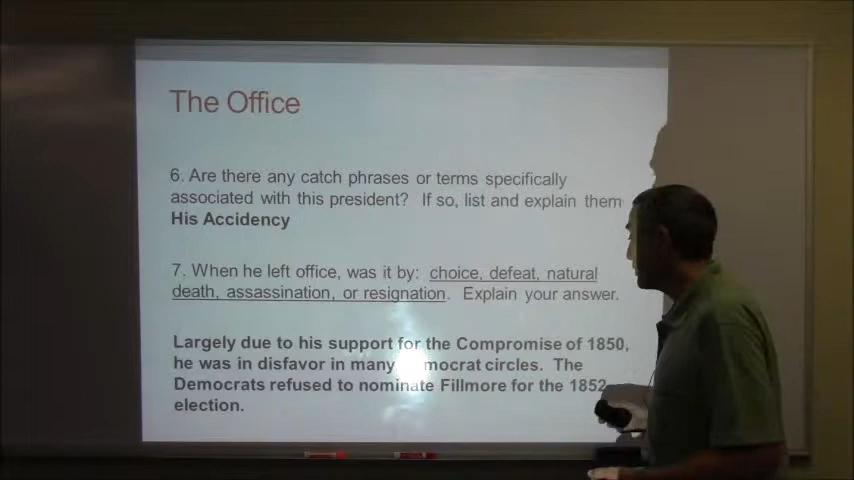 The Office
6. Are there any catch phrases or terms specifically
associated with this president? If so, list and explain them
His Accidency
7. When he left office, was it by: choice, defeat, natural
death, assassination, or resignation. Explain your answer.
Largely due to his support for the Compromise of 1850,
he was in disfavor in many mocrat circles. The
Democrats refused to nominate Fillmore for the 1852
election.